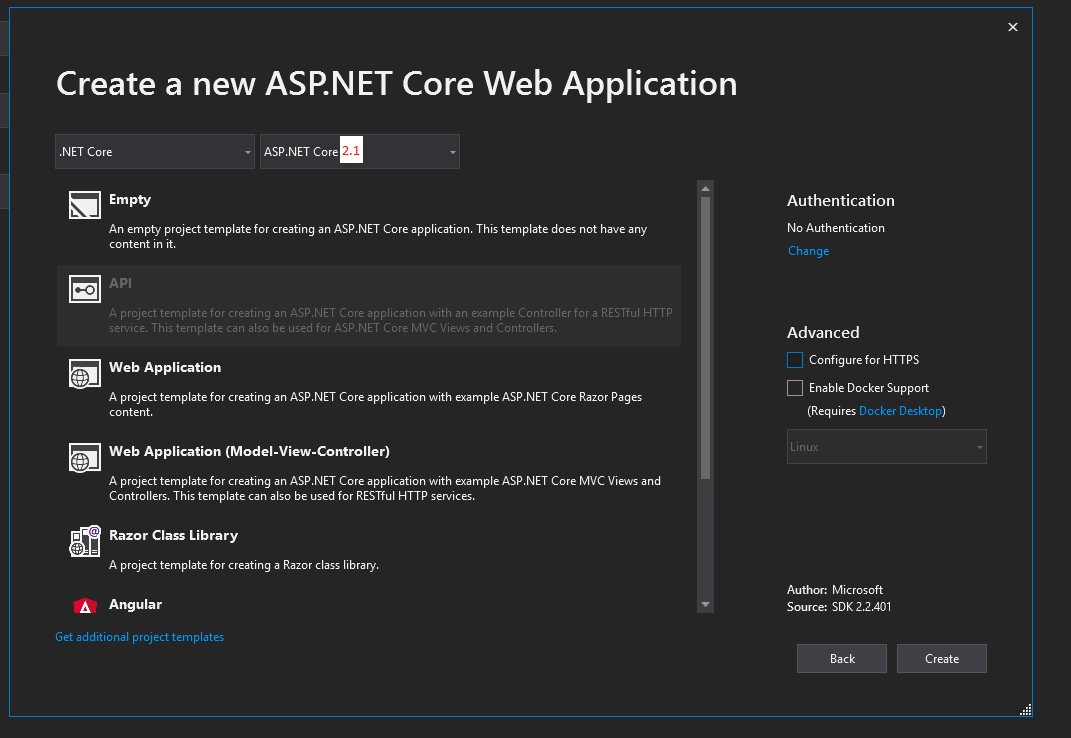 Create a new ASP.NET Core Web Application
.NET Core
ASP.NET Core 2.1
Empty
An empty project template for creating an ASP.NET Core application. This template does not have any
content in it.
API
A project template for creating an ASP.NET Core application with an example Controller for a RESTful HTTP
service. This template can also be used for ASP.NET Core MVC Views and Controllers.
Web Application
A project template for creating an ASP.NET Core application with example ASP.NET Core Razor Pages
content.
Web Application (Model-View-Controller)
A project template for creating an ASP.NET Core application with example ASP.NET Core MVC Views and
Controllers. This template can also be used for RESTful HTTP services.
Razor Class Library
A project template for creating a Razor class library.
Angular
Get additional project templates
Authentication
No Authentication
Change
Advanced
Configure for HTTPS
Enable Docker Support
(Requires Docker Desktop)
Linux
Author: Microsoft
Source: SDK 2.2.401
Back
Create